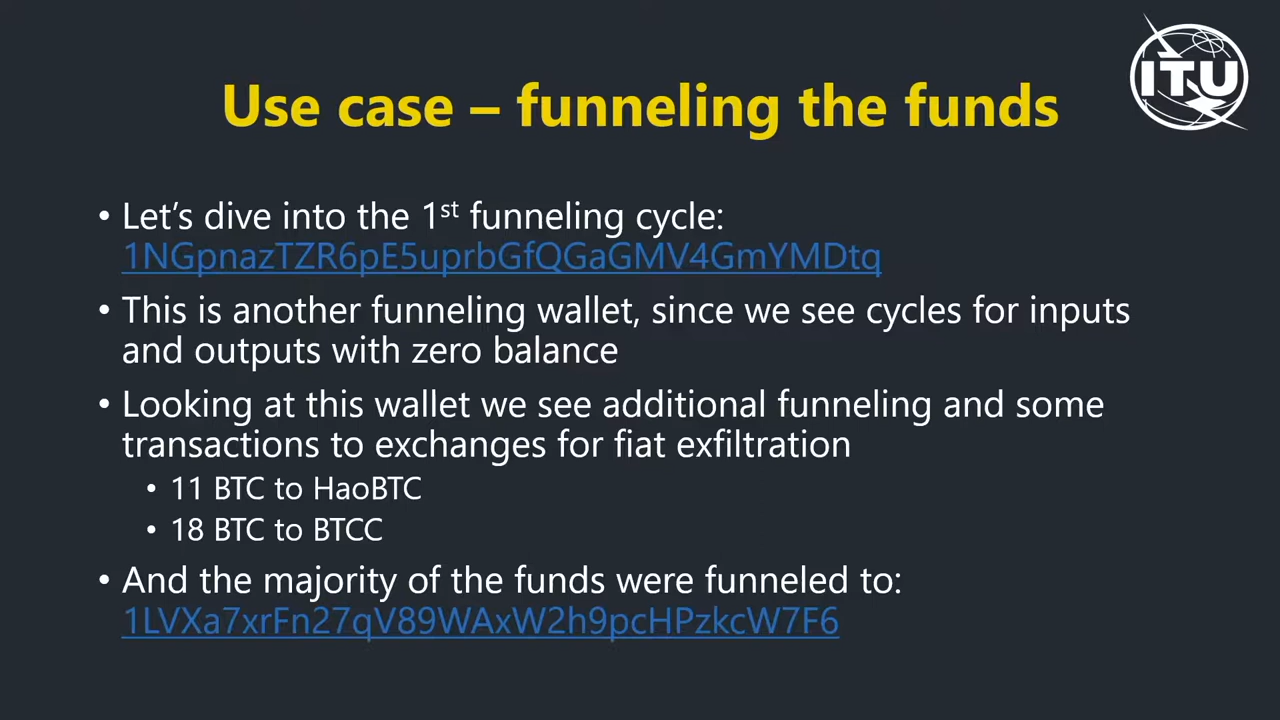 ITU
Use case – funneling the funds
• Let’s dive into the 1st funneling cycle:
1NGpnazTZR6pE5uprbGfQGaGMV4GmYMDtq
• This is another funneling wallet, since we see cycles for inputs
and outputs with zero balance
• Looking at this wallet we see additional funneling and some
transactions to exchanges for fiat exfiltration
• 11 BTC to HaoBTC
• 18 BTC to BTCC
• And the majority of the funds were funneled to:
1LVXa7xrFn27qV89WAxW2h9pcHPzkcW7F6